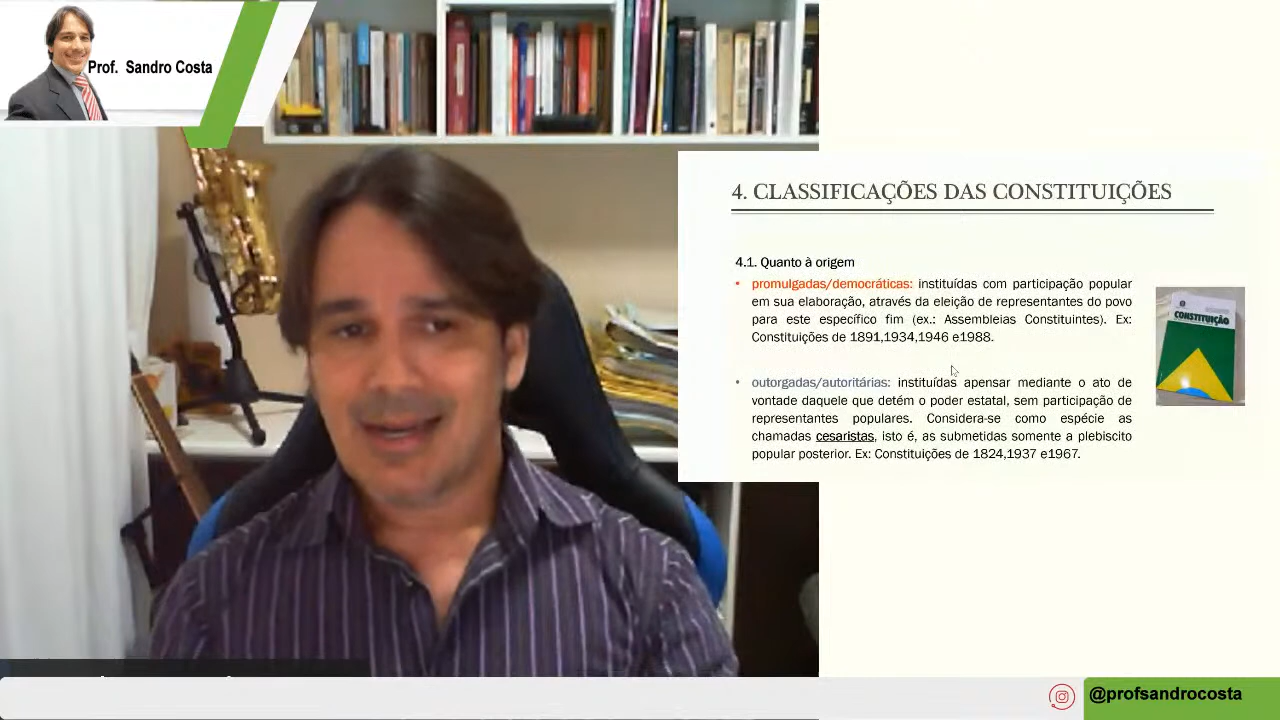 Prof. Sandro Costa
4. CLASSIFICAÇÕES DAS CONSTITUIÇÕES
4.1. Quanto à origem
• promulgadas/democráticas: instituídas com participação popular
em sua elaboração, através da eleição de representantes do povo
para este específico fim (ex.: Assembleias Constituintes). Ex:
Constituições de 1891,1934,1946 e1988.
CONSTITUIÇÃO
• outorgadas/autoritárias: instituídas apensar mediante o ato de
vontade daquele que detém o poder estatal, sem participação de
representantes populares. Considera-se como espécie as
chamadas cesaristas, isto é, as submetidas somente a plebiscito
popular posterior. Ex: Constituições de 1824,1937 e1967.
@profsandrocosta